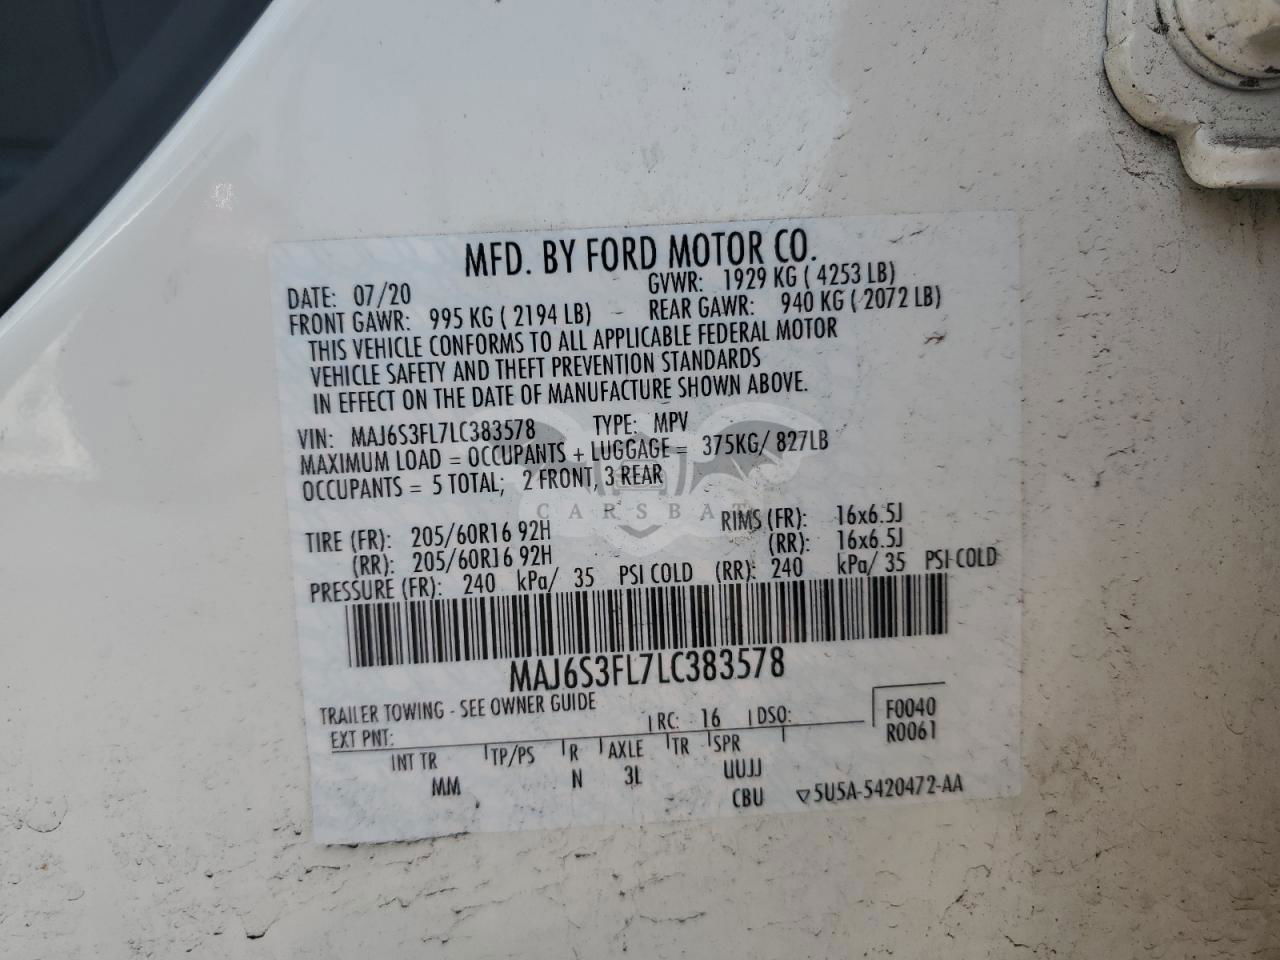 MFD. BY FORD MOTOR CO.
DATE: 07/20 GVWR: 1929 KG ( 4253 LB)
FRONT GAWR: 995 KG ( 2194 LB) REAR GAWR: 940 KG ( 2072 LB)
THIS VEHICLE CONFORMS TO ALL APPLICABLE FEDERAL MOTOR
VEHICLE SAFETY AND THEFT PREVENTION STANDARDS
IN EFFECT ON THE DATE OF MANUFACTURE SHOWN ABOVE.
VIN: MAJ6S3FL7LC383578 TYPE: MPV
MAXIMUM LOAD = OCCUPANTS + LUGGAGE = 375KG/ 827LB
OCCUPANTS = 5 TOTAL; 2 FRONT, 3 REAR
CARSBAT
TIRE (FR): 205/60R16 92H RIMS (FR): 16x6.5J
(RR): 205/60R16 92H (RR): 16x6.5J
PRESSURE (FR): 240 kPa/ 35 PSI COLD (RR): 240 kPa/ 35 PSI COLD
MAJ6S3FL7LC383578
TRAILER TOWING - SEE OWNER GUIDE
EXT PNT: RC: 16 DSO: F0040
R0061
INT TR TP/PS R AXLE TR SPR
MM N 3L UUJJ
CBU ▽5U5A-5420472-AA